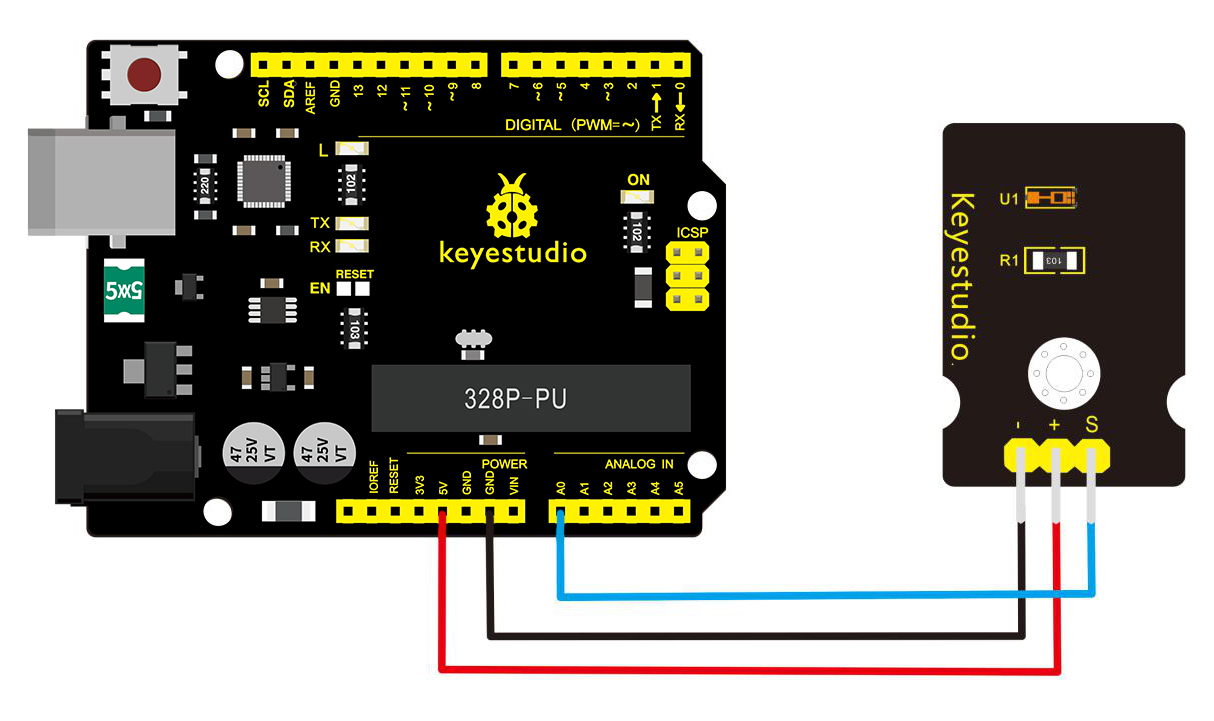 SCL SDA AREF GND 13 12 ~11 ~10 ~9 8 7 ~6 ~5 4 ~3 2 TX→1 RX←0
DIGITAL (PWM=~)
L
220
102
TX
RX
ON
102
ICSP
keyestudio
RESET
EN
103
5XX5
328P-PU
47
25V
VT
47
25V
VT
POWER
ANALOG IN
IOREF RESET 3V3 5V GND GND VIN A0 A1 A2 A3 A4 A5
Keyestudio
U1
R1
103
- + S